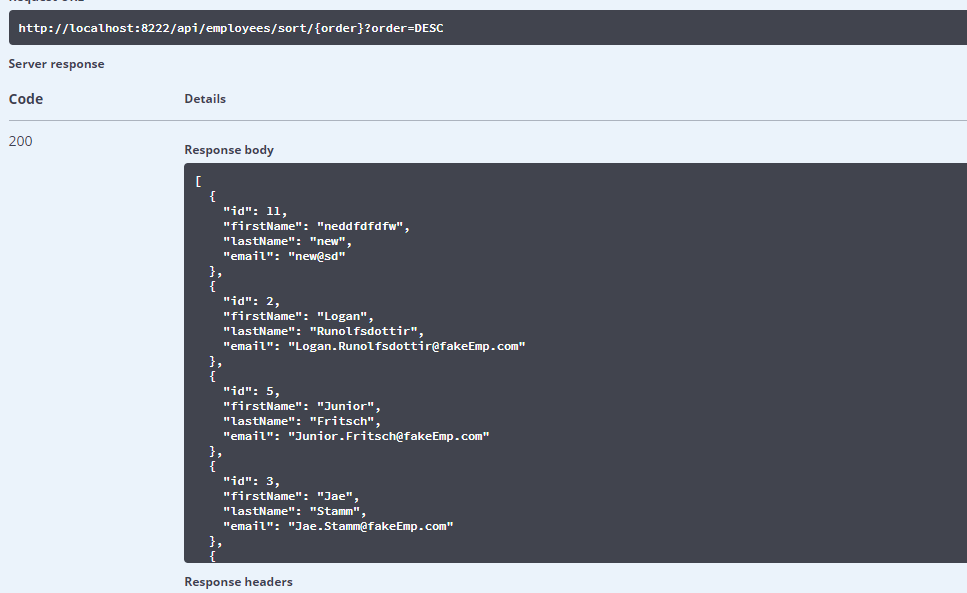 http://localhost:8222/api/employees/sort/{order}?order=DESC
Server response
Code Details
200
Response body
[
  {
    "id": 11,
    "firstName": "neddfdfdfw",
    "lastName": "new",
    "email": "new@sd"
  },
  {
    "id": 2,
    "firstName": "Logan",
    "lastName": "Runolfsdottir",
    "email": "Logan.Runolfsdottir@fakeEmp.com"
  },
  {
    "id": 5,
    "firstName": "Junior",
    "lastName": "Fritsch",
    "email": "Junior.Fritsch@fakeEmp.com"
  },
  {
    "id": 3,
    "firstName": "Jae",
    "lastName": "Stamm",
    "email": "Jae.Stamm@fakeEmp.com"
  },
  {
Response headers